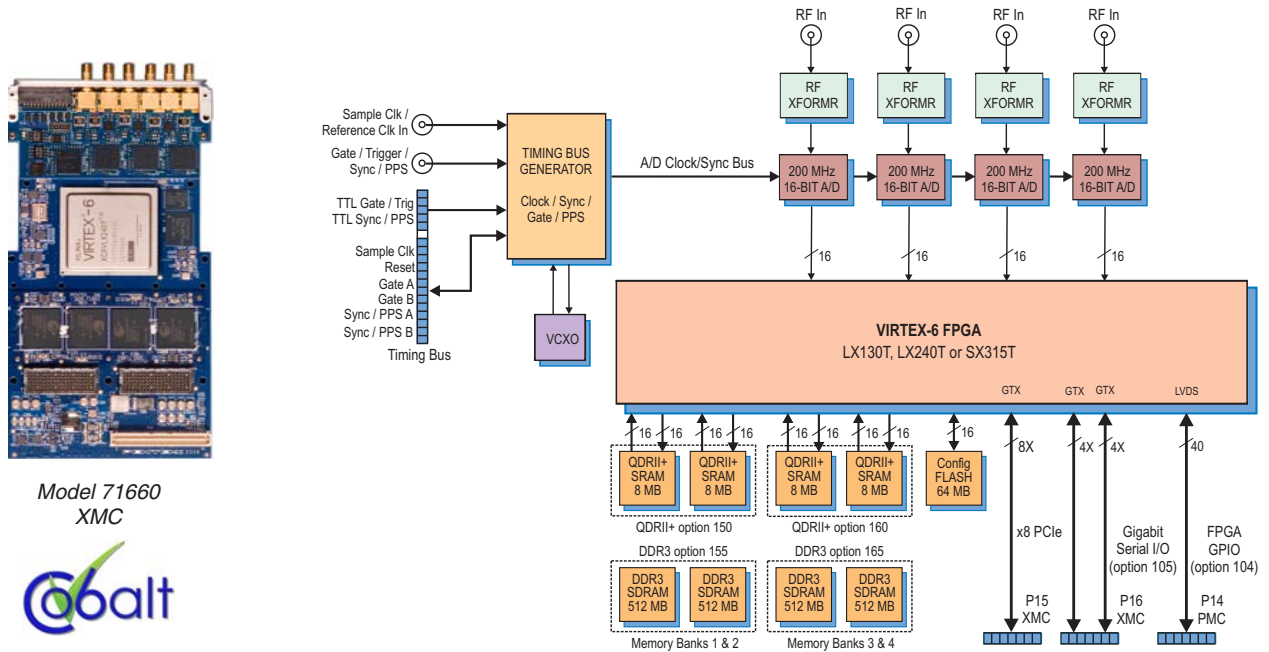 RF In
RF In
RF In
RF In
RF
XFORMR
RF
XFORMR
RF
XFORMR
RF
XFORMR
Sample Clk /
Reference Clk In
Gate / Trigger /
Sync / PPS
TTL Gate / Trig
TTL Sync / PPS
Sample Clk
Reset
Gate A
Gate B
Sync / PPS A
Sync / PPS B
Timing Bus
TIMING BUS
GENERATOR
Clock / Sync /
Gate / PPS
VCXO
A/D Clock/Sync Bus
200 MHz
16-BIT A/D
200 MHz
16-BIT A/D
200 MHz
16-BIT A/D
200 MHz
16-BIT A/D
16
16
16
16
VIRTEX-6 FPGA
LX130T, LX240T or SX315T
GTX
GTX
GTX
LVDS
16
16
16
16
16
16
16
16
16
8X
4X
4X
40
QDRII+
SRAM
8 MB
QDRII+
SRAM
8 MB
QDRII+
SRAM
8 MB
QDRII+
SRAM
8 MB
Config
FLASH
64 MB
QDRII+ option 150
QDRII+ option 160
DDR3 option 155
DDR3 option 165
DDR3
SDRAM
512 MB
DDR3
SDRAM
512 MB
DDR3
SDRAM
512 MB
DDR3
SDRAM
512 MB
Memory Banks 1 & 2
Memory Banks 3 & 4
x8 PCIe
Gigabit
Serial I/O
(option 105)
FPGA
GPIO
(option 104)
P15
XMC
P16
XMC
P14
PMC
XILINX
VIRTEX-6
Model 71660
XMC
Cobalt